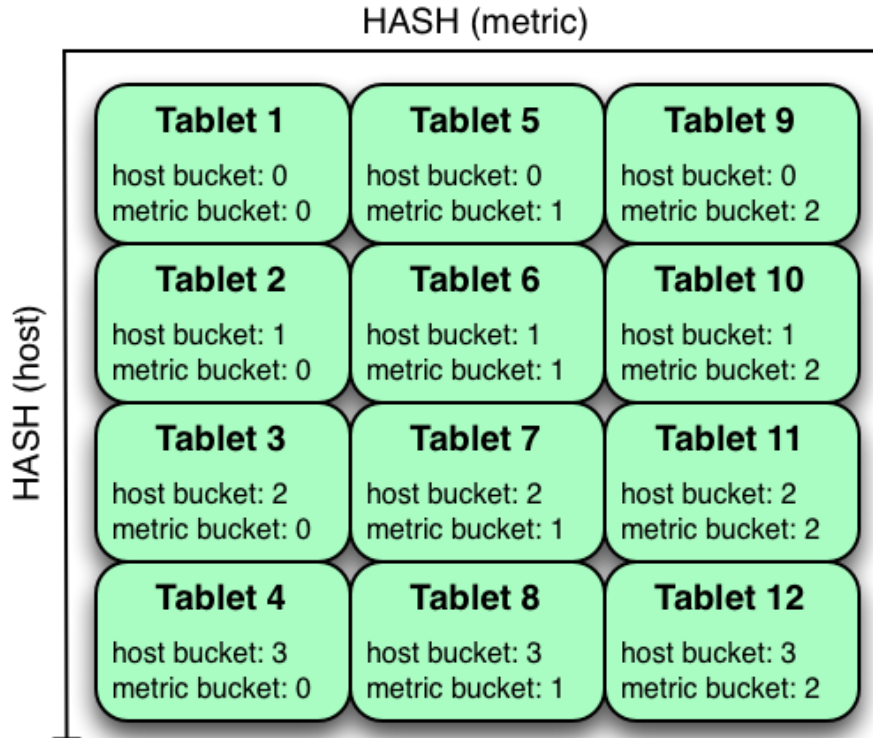 HASH (metric)
HASH (host)
Tablet 1
host bucket: 0
metric bucket: 0
Tablet 5
host bucket: 0
metric bucket: 1
Tablet 9
host bucket: 0
metric bucket: 2
Tablet 2
host bucket: 1
metric bucket: 0
Tablet 6
host bucket: 1
metric bucket: 1
Tablet 10
host bucket: 1
metric bucket: 2
Tablet 3
host bucket: 2
metric bucket: 0
Tablet 7
host bucket: 2
metric bucket: 1
Tablet 11
host bucket: 2
metric bucket: 2
Tablet 4
host bucket: 3
metric bucket: 0
Tablet 8
host bucket: 3
metric bucket: 1
Tablet 12
host bucket: 3
metric bucket: 2